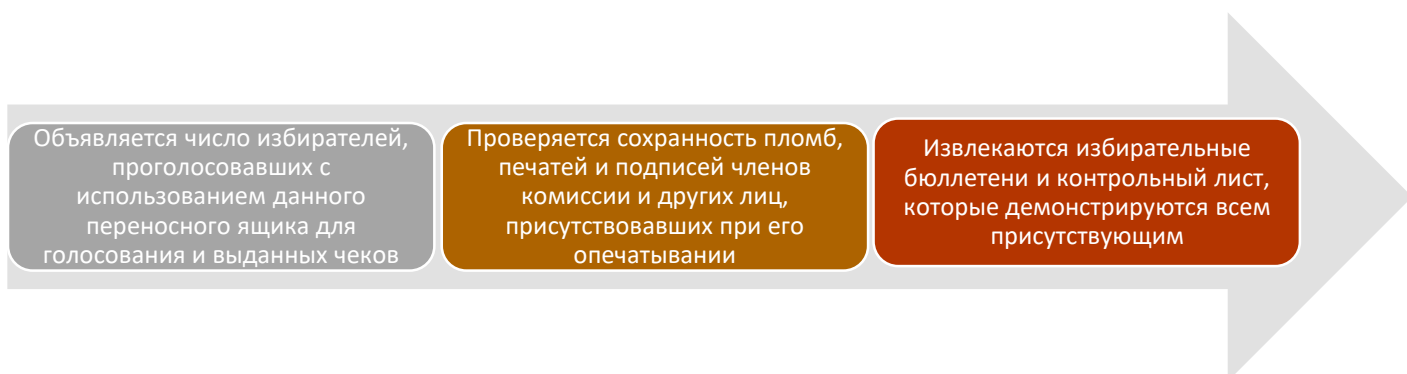 Объявляется число избирателей,
проголосовавших с
использованием данного
переносного ящика для
голосования и выданных чеков
Проверяется сохранность пломб,
печатей и подписей членов
комиссии и других лиц,
присутствовавших при его
опечатывании
Извлекаются избирательные
бюллетени и контрольный лист,
которые демонстрируются всем
присутствующим